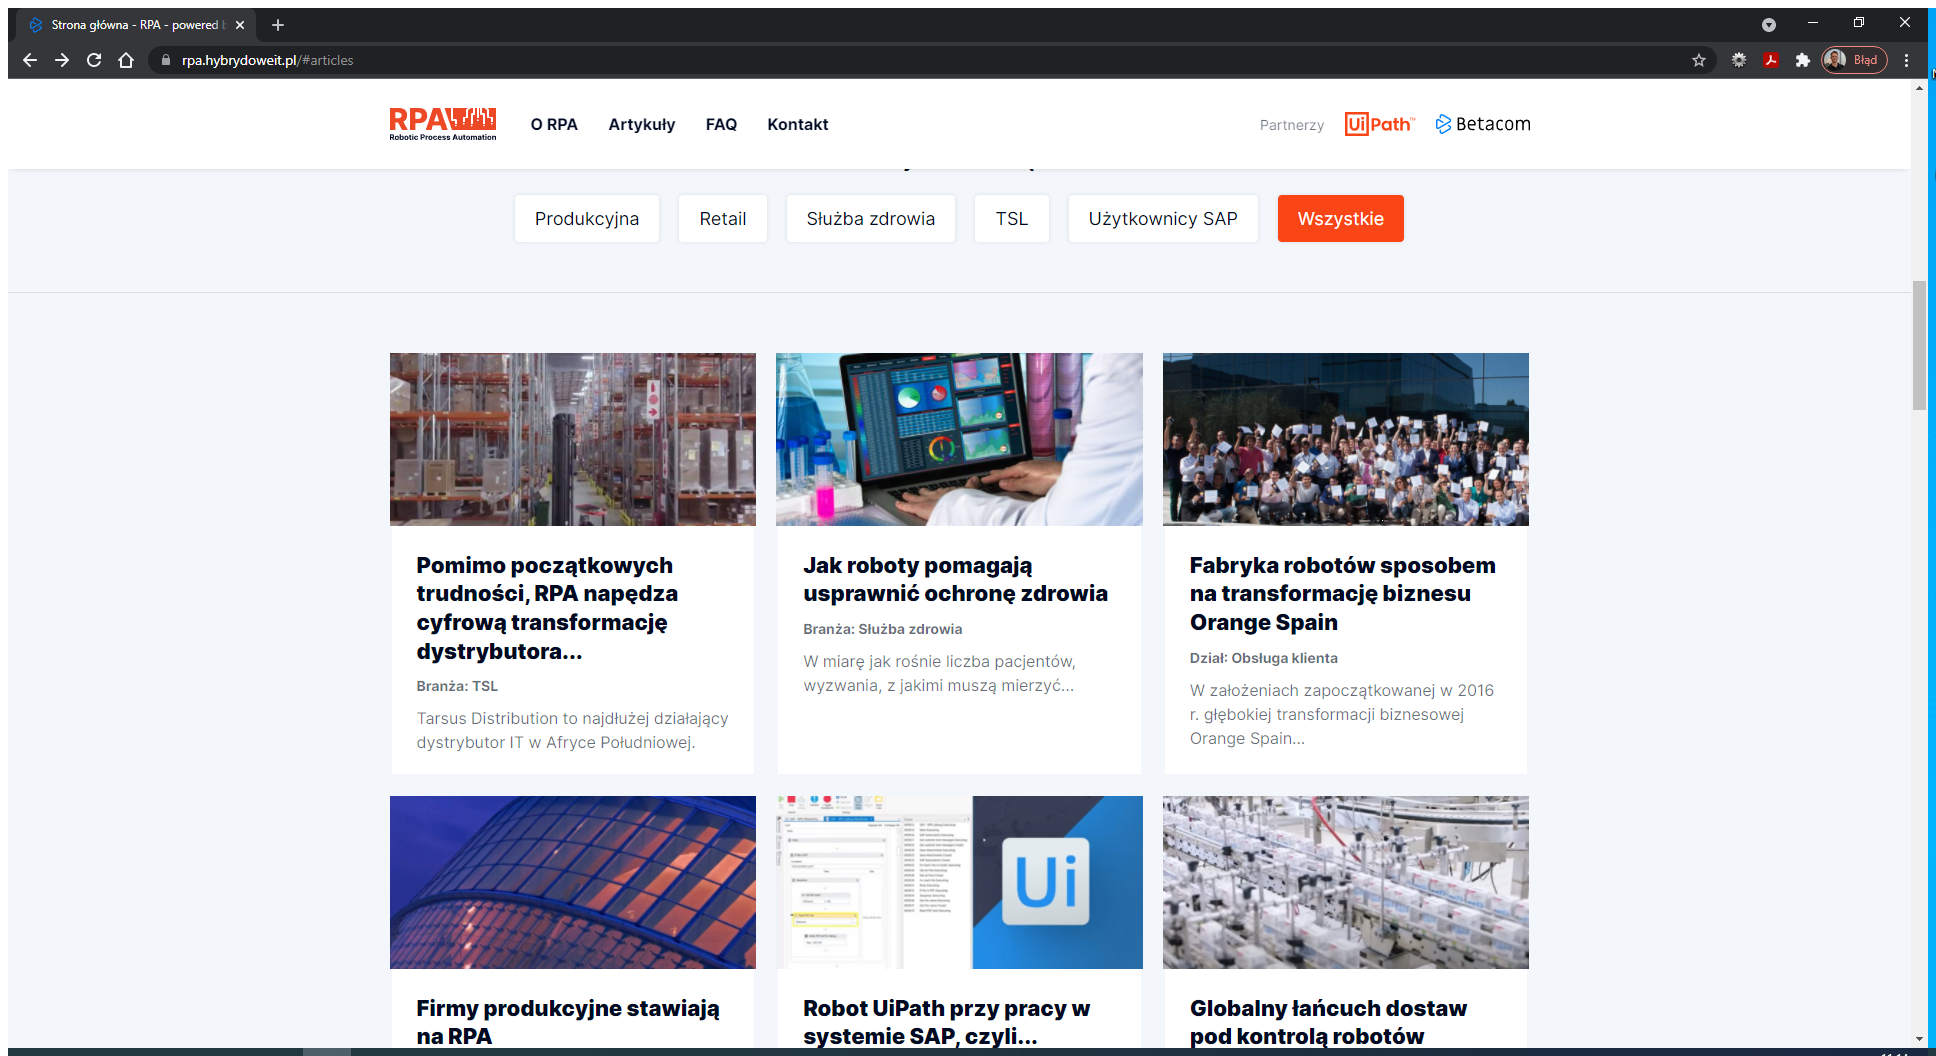 Strona główna - RPA - powered b
rpa.hybrydoweit.pl/#articles
Błąd
RPA
Robotic Process Automation
O RPA Artykuły FAQ Kontakt
Partnerzy UiPath™ Betacom
Produkcyjna Retail Służba zdrowia TSL Użytkownicy SAP Wszystkie
Pomimo początkowych
trudności, RPA napędza
cyfrową transformację
dystrybutora...
Branża: TSL
Tarsus Distribution to najdłużej działający
dystrybutor IT w Afryce Południowej.
Jak roboty pomagają
usprawnić ochronę zdrowia
Branża: Służba zdrowia
W miarę jak rośnie liczba pacjentów,
wyzwania, z jakimi muszą mierzyć...
Fabryka robotów sposobem
na transformację biznesu
Orange Spain
Dział: Obsługa klienta
W założeniach zapoczątkowanej w 2016
r. głębokiej transformacji biznesowej
Orange Spain...
Ui
Firmy produkcyjne stawiają
na RPA
Robot UiPath przy pracy w
systemie SAP, czyli...
Globalny łańcuch dostaw
pod kontrolą robotów